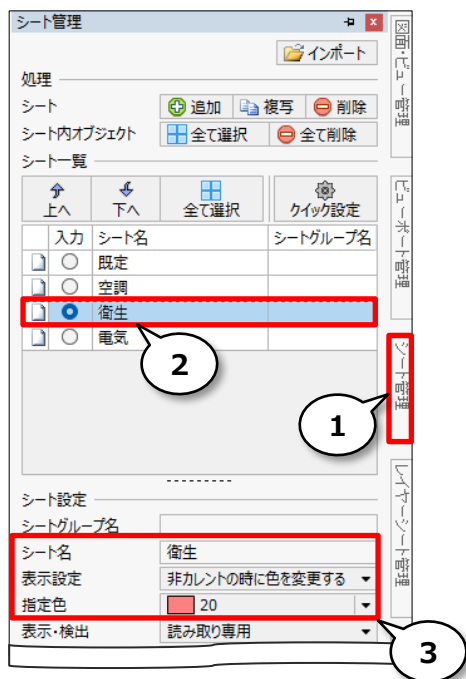 シート管理
インポート
処理
シート 追加 複写 削除
シート内オブジェクト 全て選択 全て削除
シート一覧
上へ 下へ 全て選択 クイック設定
入力 シート名 シートグループ名
既定
空調
衛生
電気
2
1
シート設定
シートグループ名
シート名 衛生
表示設定 非カレントの時に色を変更する
指定色 20
表示・検出 読み取り専用
3
図面・ビュー管理
ビューポート管理
シート管理
レイヤーシート管理